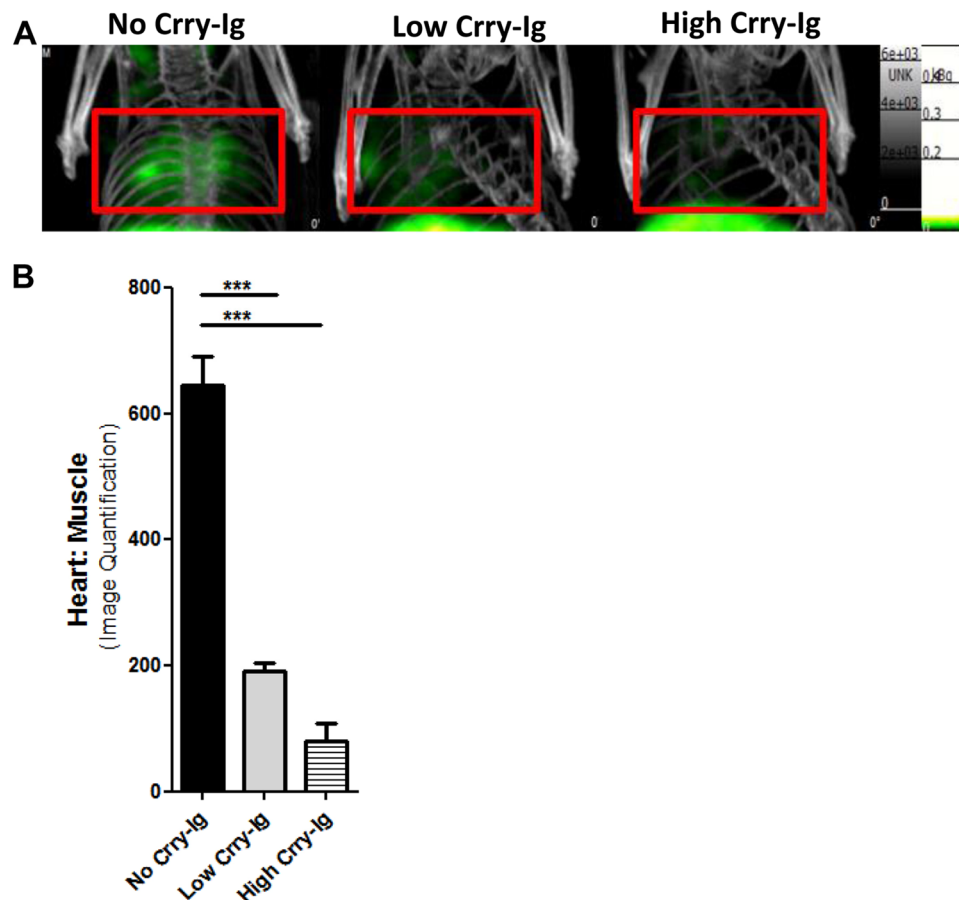 A
No Crry-Ig
Low Crry-Ig
High Crry-Ig
M
6e+03
UNK
4e+03
0.3
2e+03
0.2
0
0
0°
B
800
***
***
600
400
200
0
Heart: Muscle
(Image Quantification)
No Crry-Ig
Low Crry-Ig
High Crry-Ig